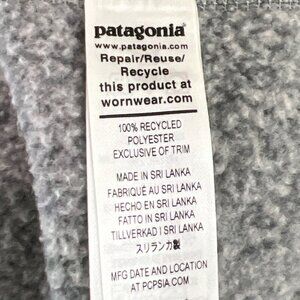 patagonia®
www.patagonia.com
Repair/Reuse/
Recycle
this product at
wornwear.com
100% RECYCLED
POLYESTER
EXCLUSIVE OF TRIM
MADE IN SRI LANKA
FABRIQUÉ AU SRI LANKA
HECHO EN SRI LANKA
FATTO IN SRI LANKA
TILLVERKAD I SRI LANKA
スリランカ製
MFG DATE AND LOCATION
AT PCPSIA.COM